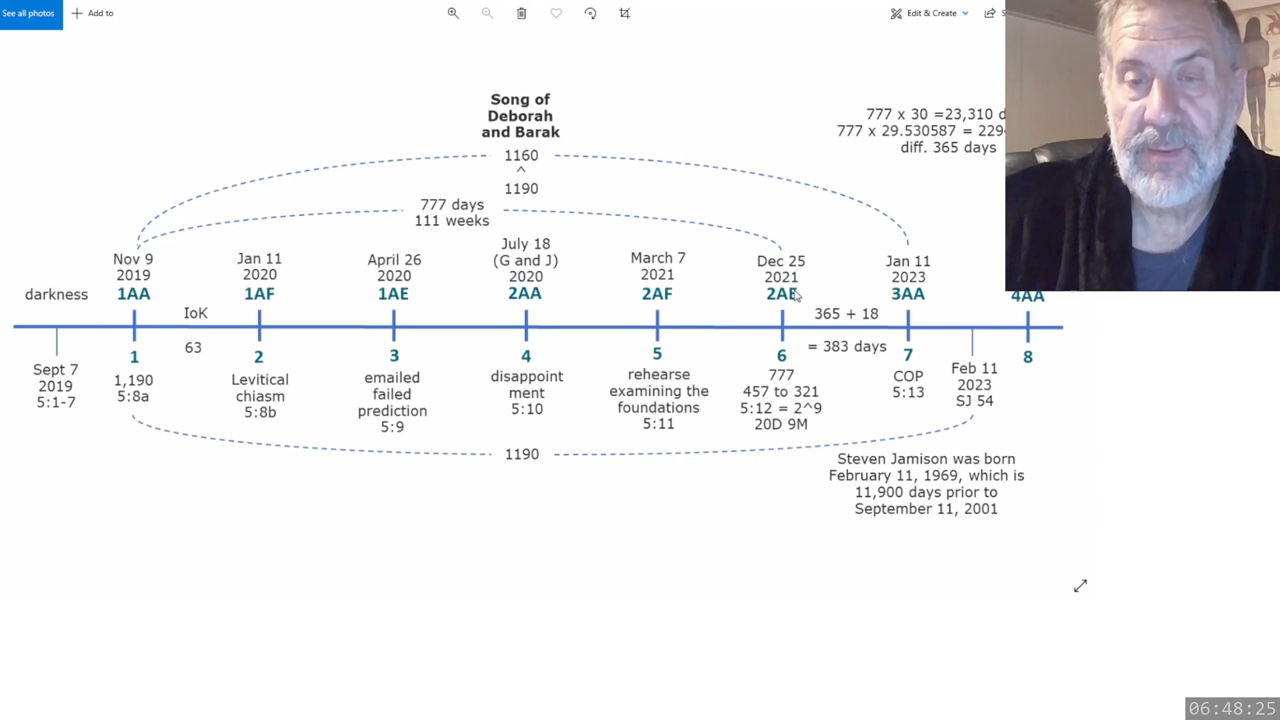 See all photos
Add to
Edit & Create
Song of
Deborah
and Barak
1160
^
1190
777 days
111 weeks
777 x 30 =23,310
777 x 29.530587 =
diff. 365 days
darkness
Sept 7
2019
5:1-7
Nov 9
2019
1AA
1
1,190
5:8a
IoK
63
Jan 11
2020
1AF
2
Levitical
chiasm
5:8b
April 26
2020
1AE
3
emailed
failed
prediction
5:9
July 18
(G and J)
2020
2AA
4
disappoint
ment
5:10
March 7
2021
2AF
5
rehearse
examining the
foundations
5:11
Dec 25
2021
2AE
6
777
457 to 321
5:12 = 2^9
20D 9M
365 + 18
= 383 days
Jan 11
2023
3AA
7
COP
5:13
Feb 11
2023
SJ 54
4AA
8
1190
Steven Jamison was born
February 11, 1969, which is
11,900 days prior to
September 11, 2001
06:48:25